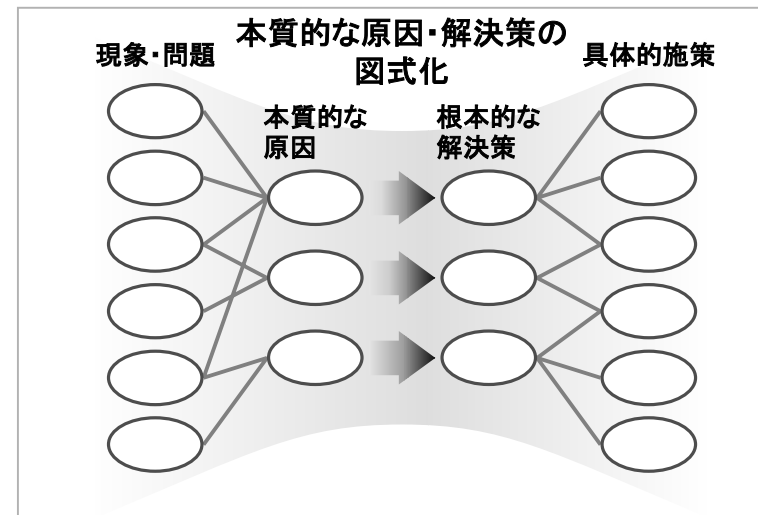 本質的な原因・解決策の
図式化
現象・問題
具体的施策
本質的な
原因
根本的な
解決策